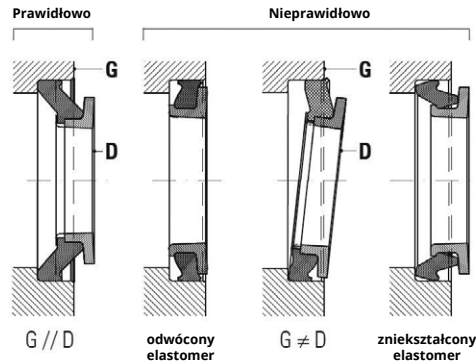 Prawidłowo
Nieprawidłowo
G
D
G
D
G // D
odwócony
elastomer
G ≠ D
zniekształcony
elastomer